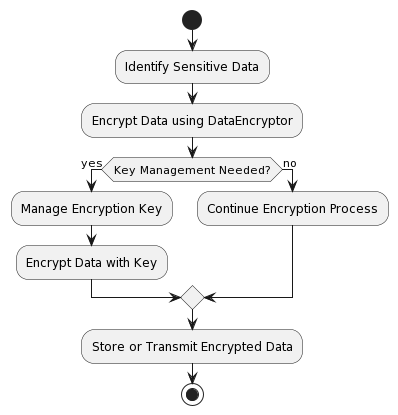 Identify Sensitive Data
Encrypt Data using DataEncryptor
yes
Key Management Needed?
no
Manage Encryption Key
Continue Encryption Process
Encrypt Data with Key
Store or Transmit Encrypted Data